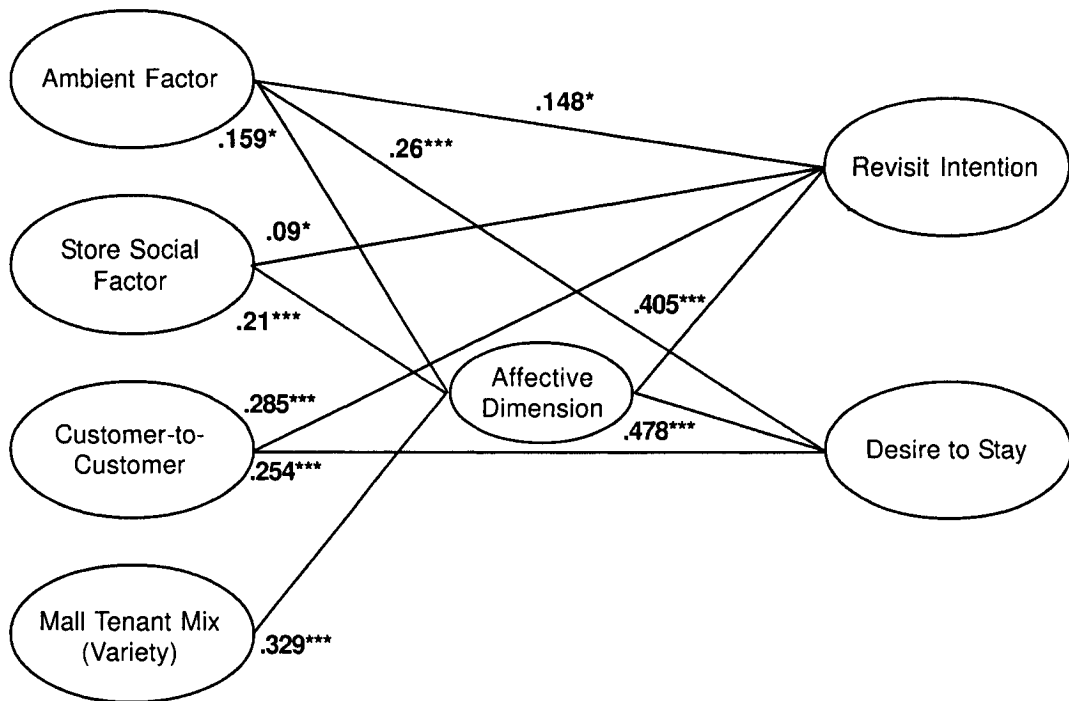 Ambient Factor
.148*
.159*
.26***
Revisit Intention
Store Social
Factor
.09*
.21***
.405***
Affective
Dimension
.285***
Customer-to-
Customer
.254***
.478***
Desire to Stay
Mall Tenant Mix
(Variety)
.329***